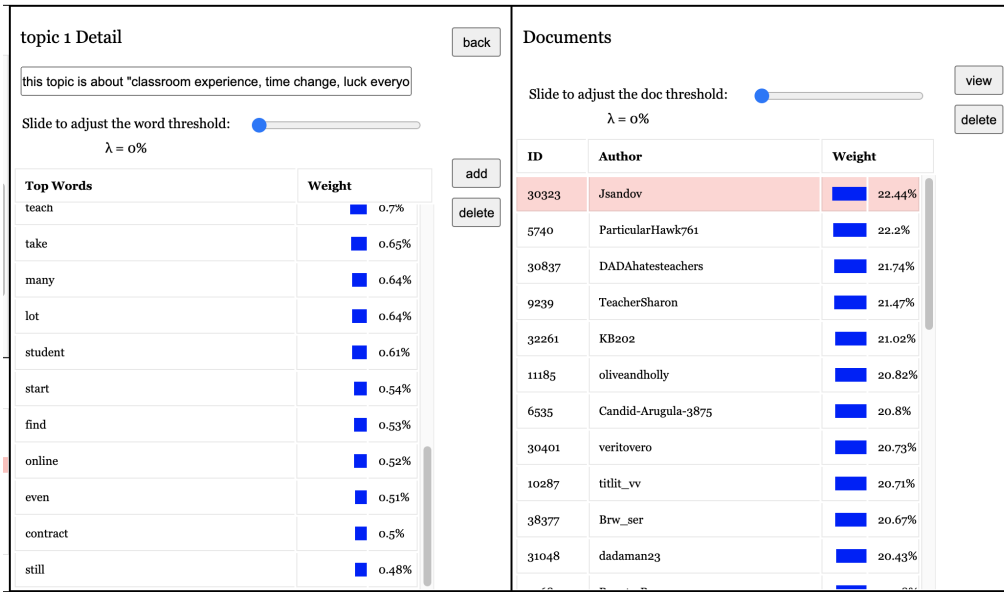 topic 1 Detail
back
this topic is about "classroom experience, time change, luck everyo
Slide to adjust the word threshold:
λ = 0%
add
delete
Top Words Weight
teach 0.7%
take 0.65%
many 0.64%
lot 0.64%
student 0.61%
start 0.54%
find 0.53%
online 0.52%
even 0.51%
contract 0.5%
still 0.48%
Documents
view
Slide to adjust the doc threshold:
delete
λ = 0%
ID Author Weight
30323 Jsandov 22.44%
5740 ParticularHawk761 22.2%
30837 DADAhatesteachers 21.74%
9239 TeacherSharon 21.47%
32261 KB202 21.02%
11185 oliveandholly 20.82%
6535 Candid-Arugula-3875 20.8%
30401 veritovero 20.73%
10287 titlit_vv 20.71%
38377 Brw_ser 20.67%
31048 dadaman23 20.43%